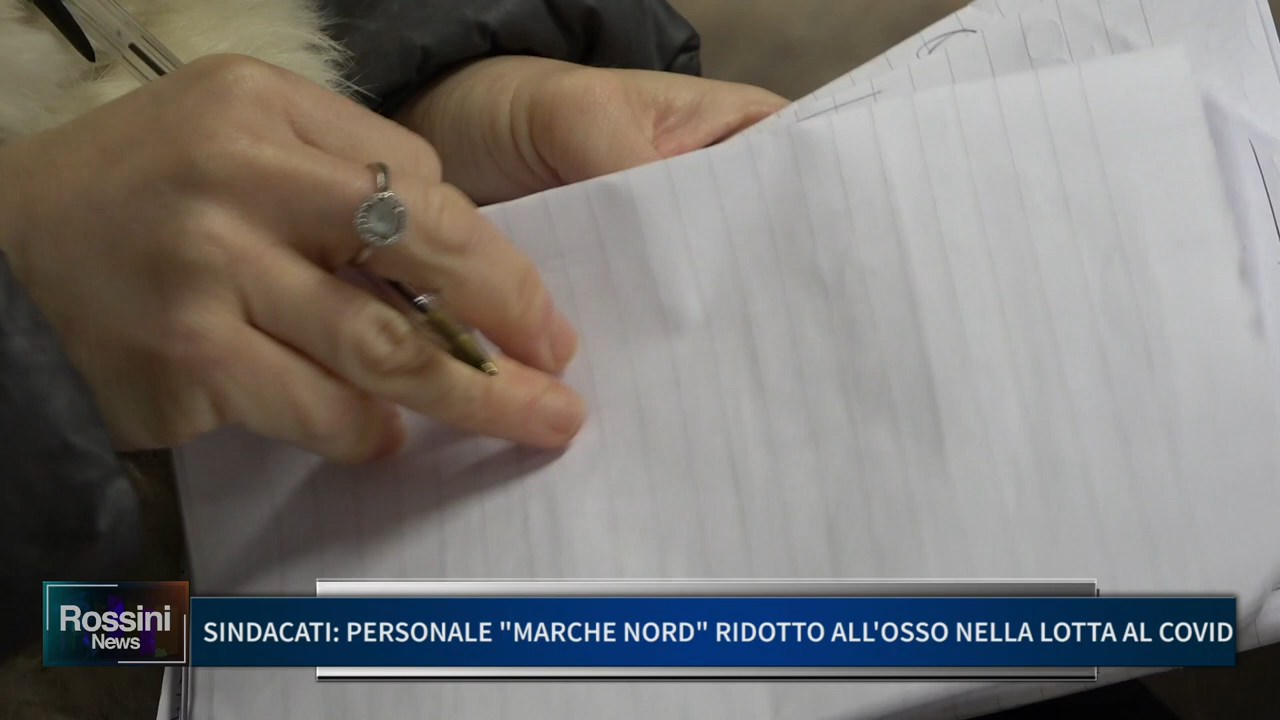 Rossini
News
SINDACATI: PERSONALE "MARCHE NORD" RIDOTTO ALL'OSSO NELLA LOTTA AL COVID